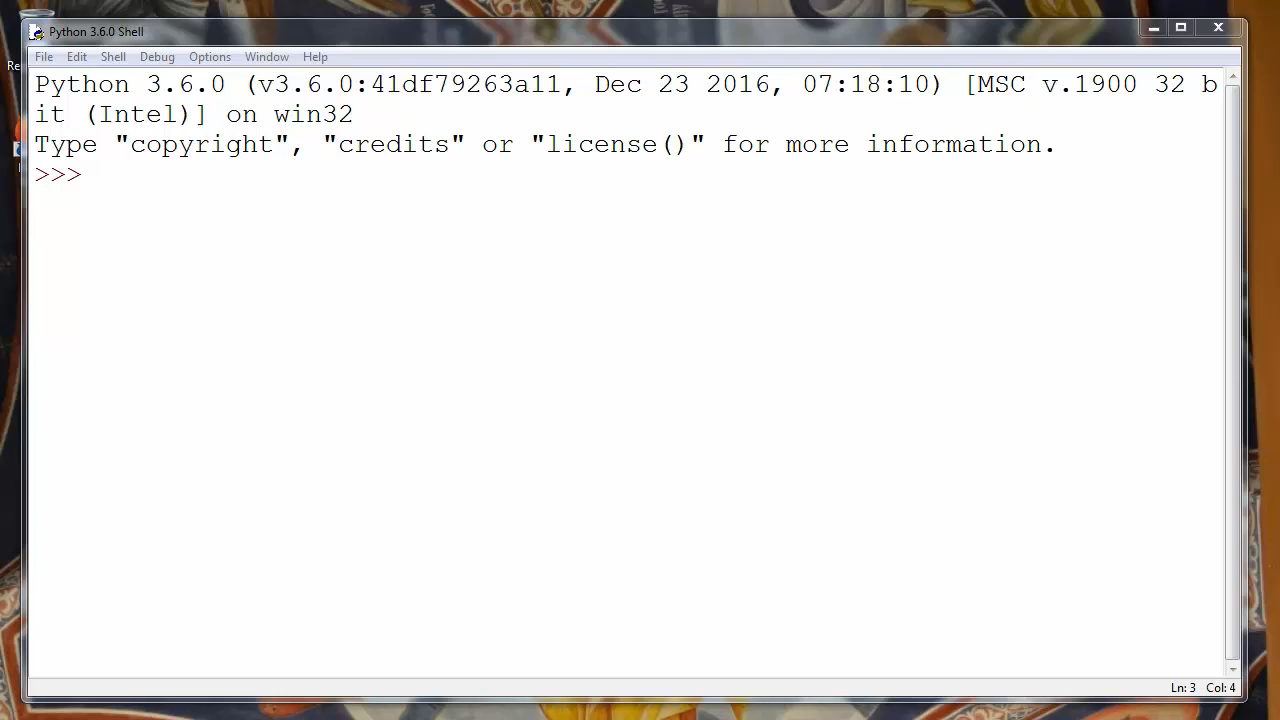 Python 3.6.0 Shell
File Edit Shell Debug Options Window Help
Re
Python 3.6.0 (v3.6.0:41df79263a11, Dec 23 2016, 07:18:10) [MSC v.1900 32 b
it (Intel)] on win32
Type "copyright", "credits" or "license()" for more information.
>>>
Ln: 3 Col: 4